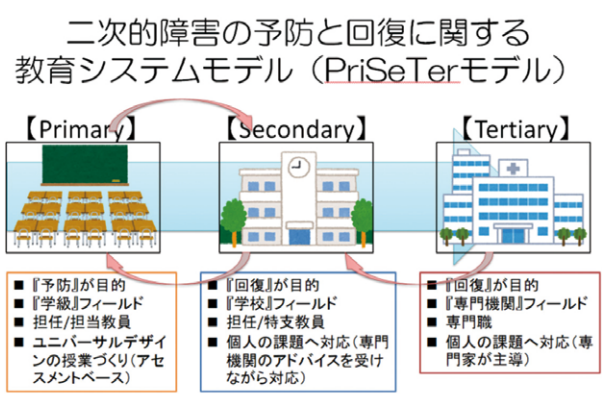 二次的障害の予防と回復に関する
教育システムモデル（PriSeTerモデル）
【Primary】
【Secondary】
【Tertiary】
■ 『予防』が目的
■ 『学級』フィールド
■ 担任/担当教員
■ ユニバーサルデザイ
ンの授業づくり（アセ
スメントベース）
■ 『回復』が目的
■ 『学校』フィールド
■ 担任/特支教員
■ 個人の課題へ対応（専門
機関のアドバイスを受け
ながら対応）
■ 『回復』が目的
■ 『専門機関』フィールド
■ 専門職
■ 個人の課題へ対応（専
門家が主導）